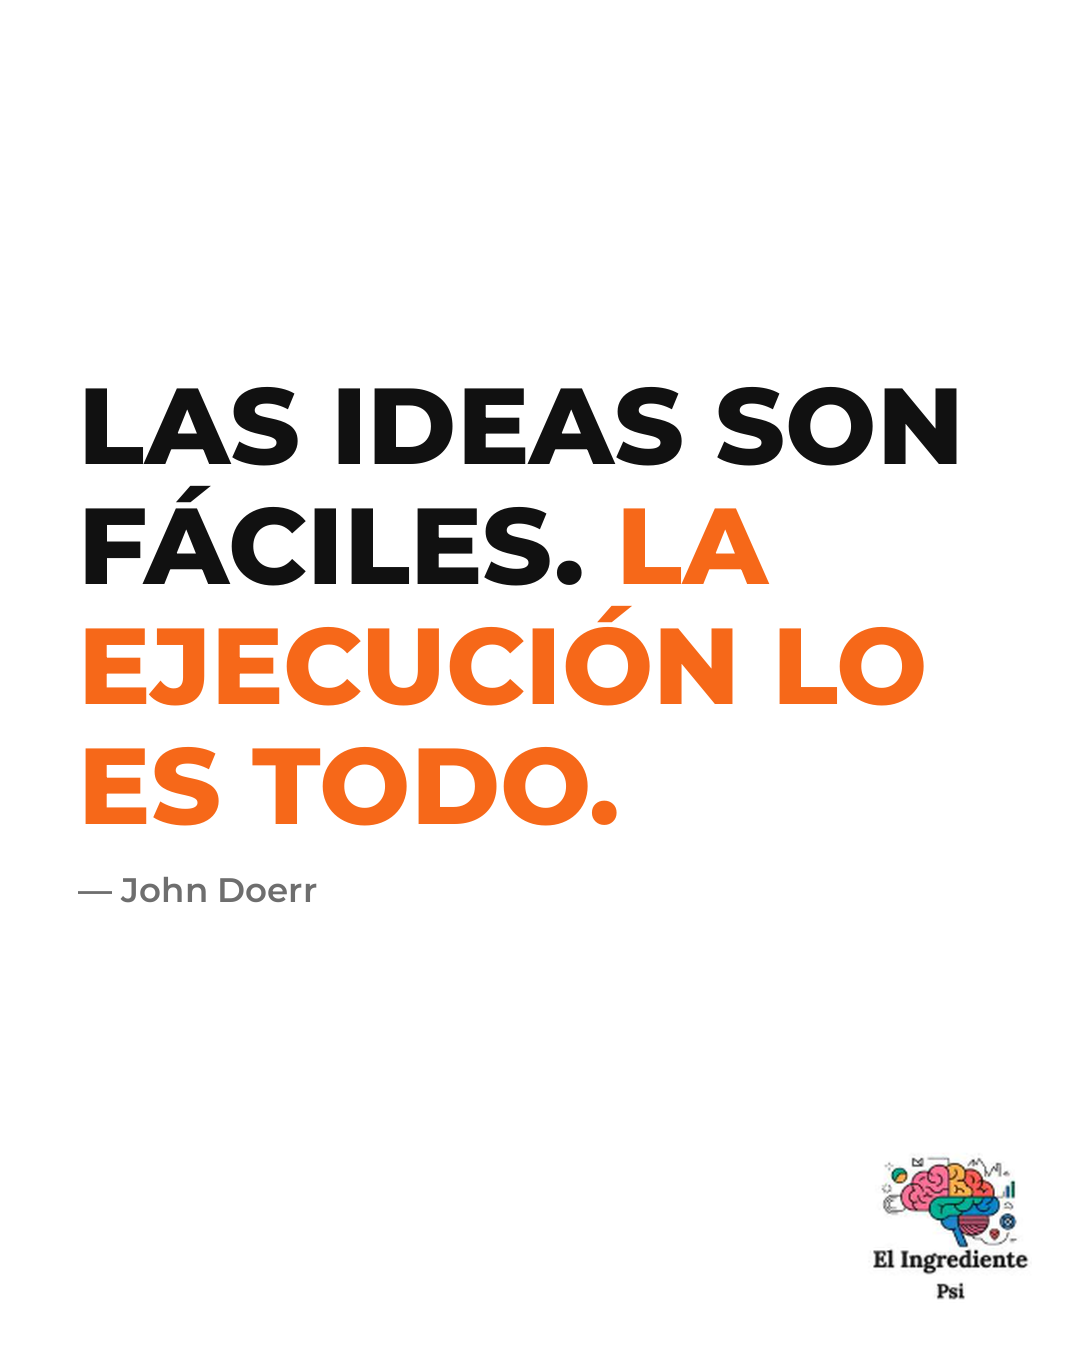 LAS IDEAS SON
FÁCILES. LA
EJECUCIÓN LO
ES TODO.
— John Doerr
El Ingrediente
Psi